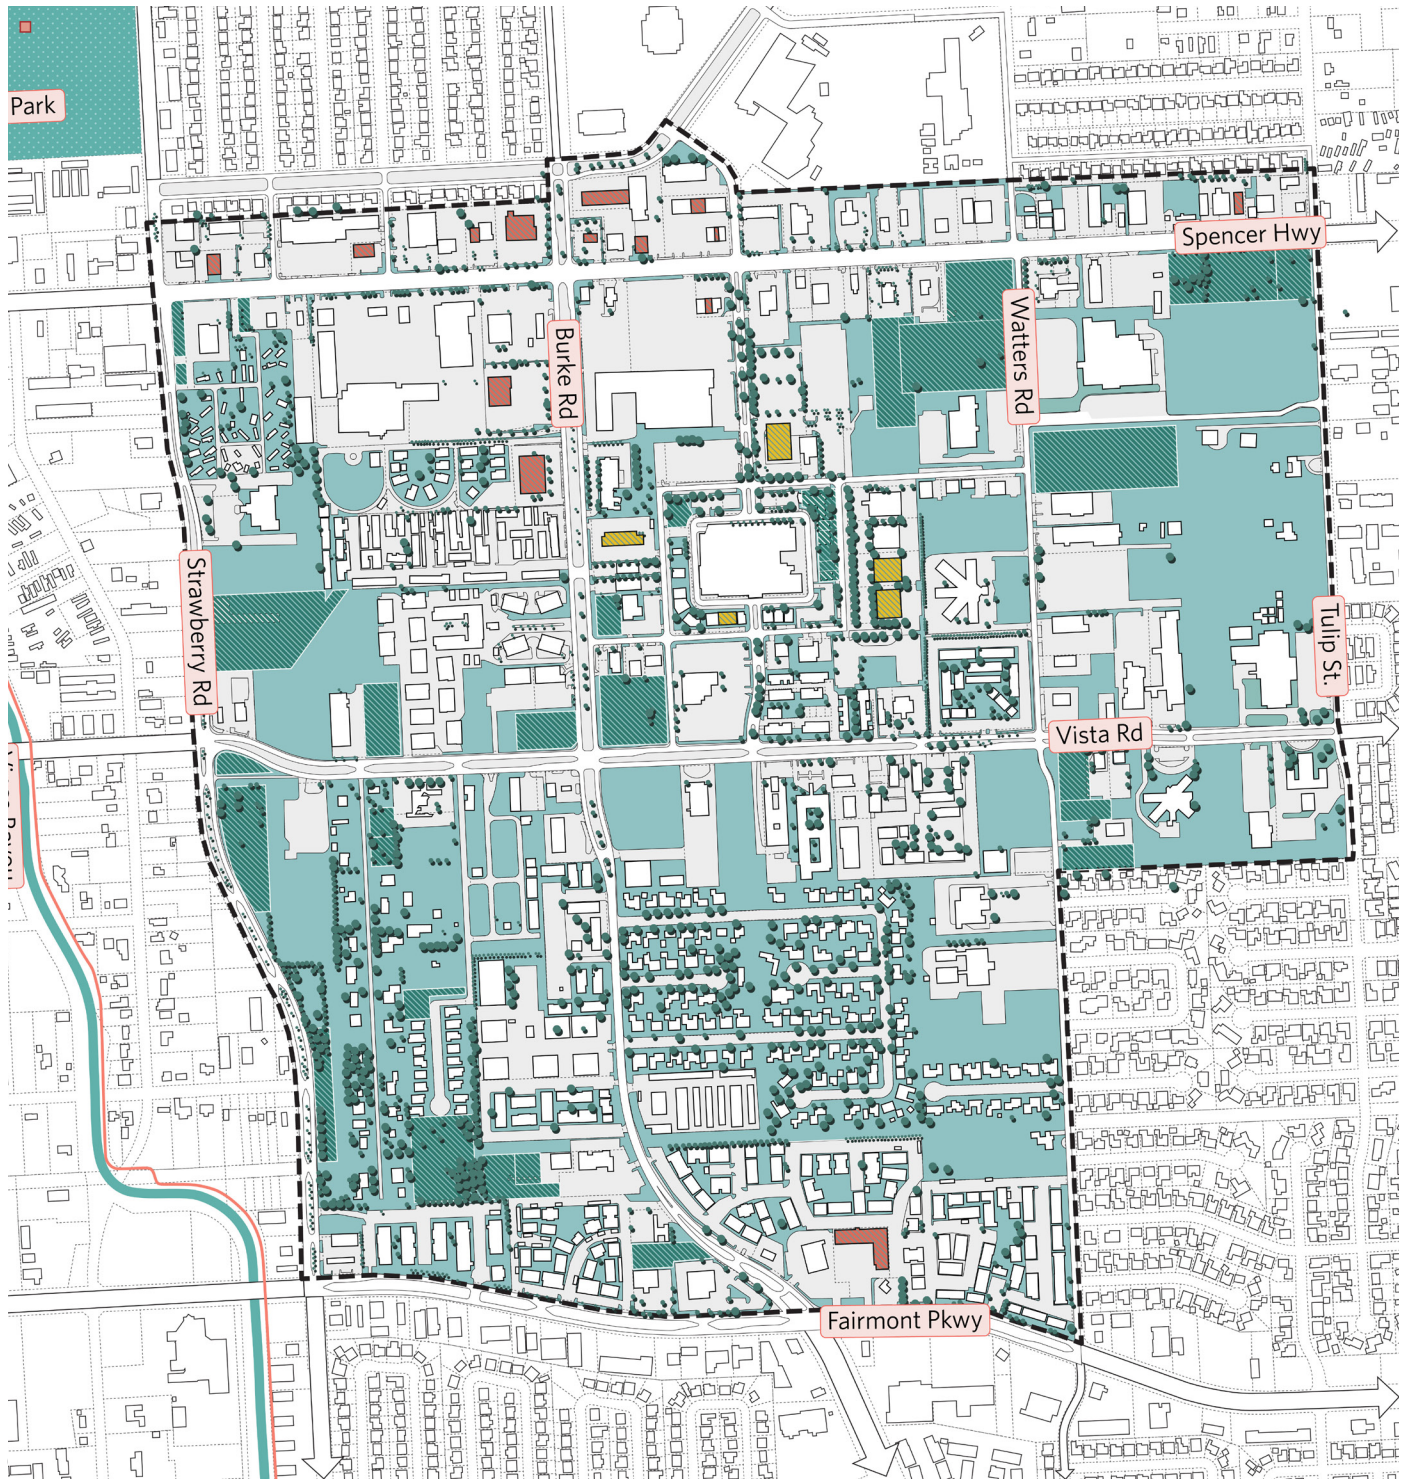 Park
Spencer Hwy
Burke Rd
Watters Rd
Strawberry Rd
Tulip St.
Vista Rd
Fairmont Pkwy